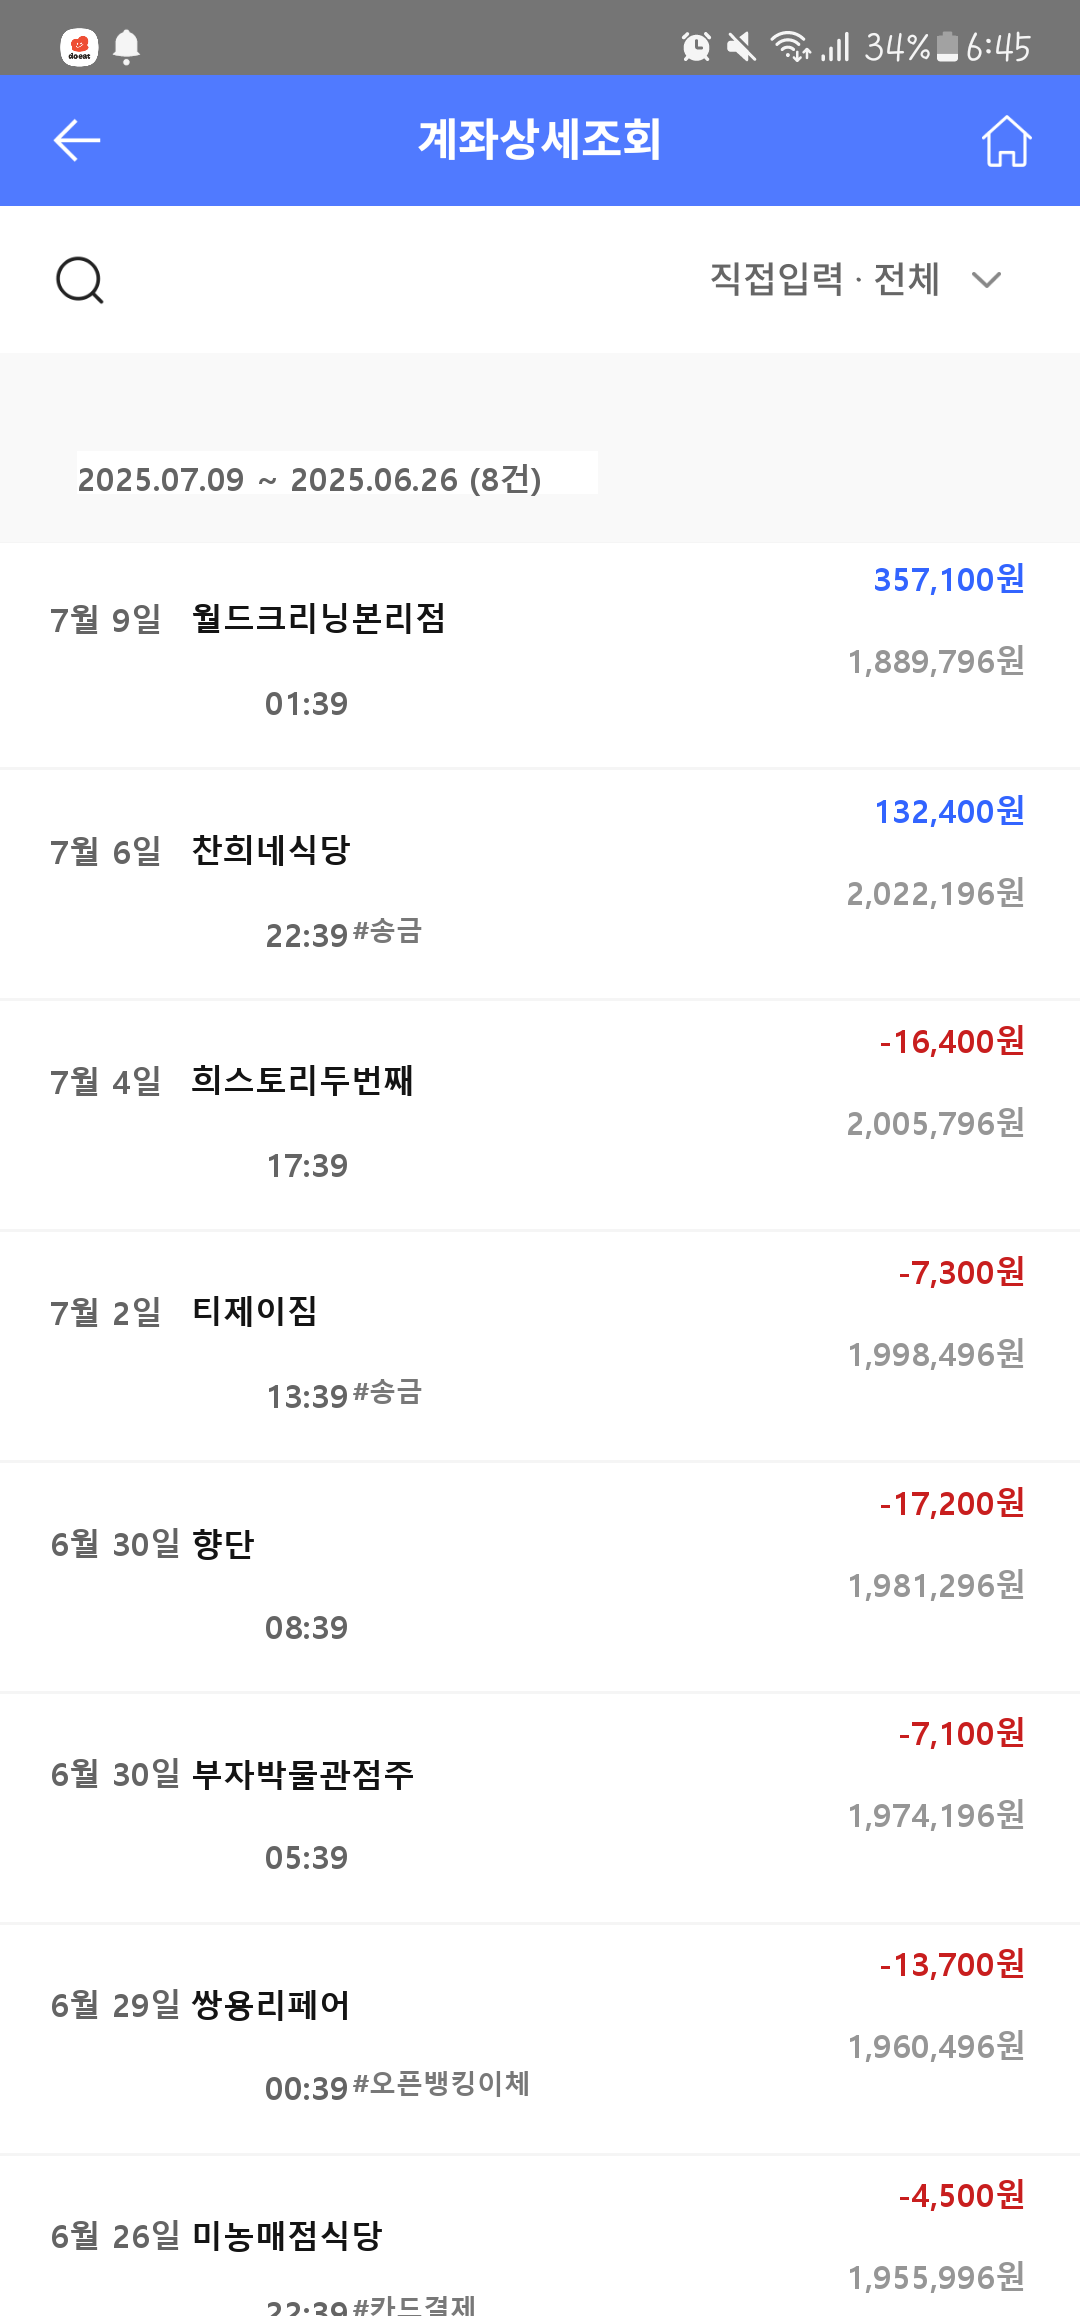 doeat 34% 6:45
계좌상세조회
직접입력 · 전체
2025.07.09 ~ 2025.06.26 (8건)
357,100원
7월 9일 월드크리닝본리점
1,889,796원
01:39
132,400원
7월 6일 찬희네식당
2,022,196원
22:39 #송금
-16,400원
7월 4일 희스토리두번째
2,005,796원
17:39
-7,300원
7월 2일 티제이짐
1,998,496원
13:39 #송금
-17,200원
6월 30일 향단
1,981,296원
08:39
-7,100원
6월 30일 부자박물관점주
1,974,196원
05:39
-13,700원
6월 29일 쌍용리페어
1,960,496원
00:39 #오픈뱅킹이체
-4,500원
6월 26일 미농매점식당
1,955,996원
22:39 #카드결제